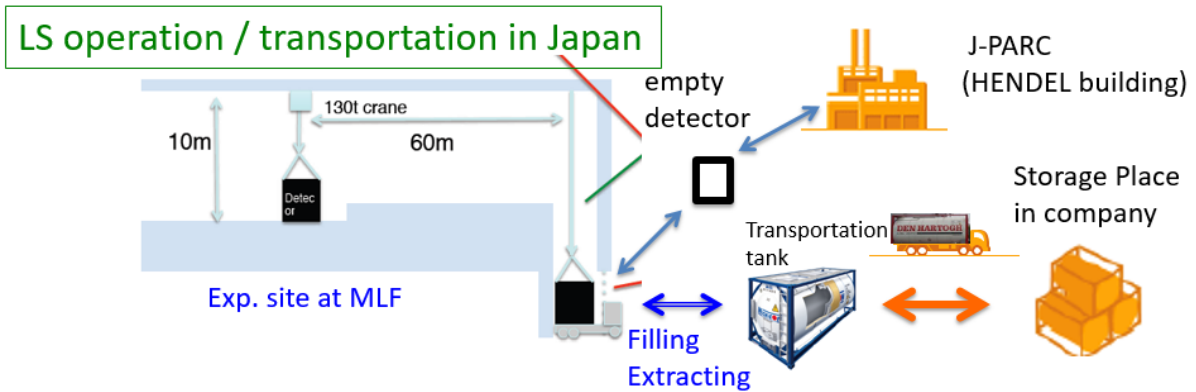 LS operation / transportation in Japan
J-PARC
(HENDEL building)
empty
detector
130t crane
10m
60m
Detec
or
Storage Place
in company
Transportation
tank
DEN HARTOGH
Exp. site at MLF
Filling
Extracting